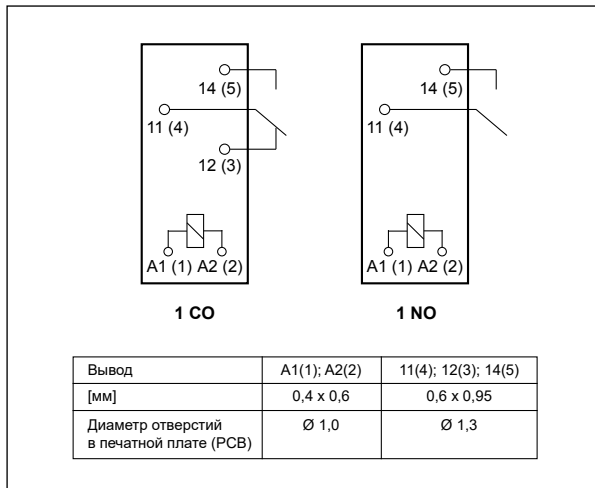 14 (5)
11 (4)
12 (3)
A1 (1) A2 (2)
1 CO
14 (5)
11 (4)
A1 (1) A2 (2)
1 NO
Вывод A1(1); A2(2) 11(4); 12(3); 14(5)
[мм] 0,4 x 0,6 0,6 x 0,95
Диаметр отверстий
в печатной плате (PCB) Ø 1,0 Ø 1,3